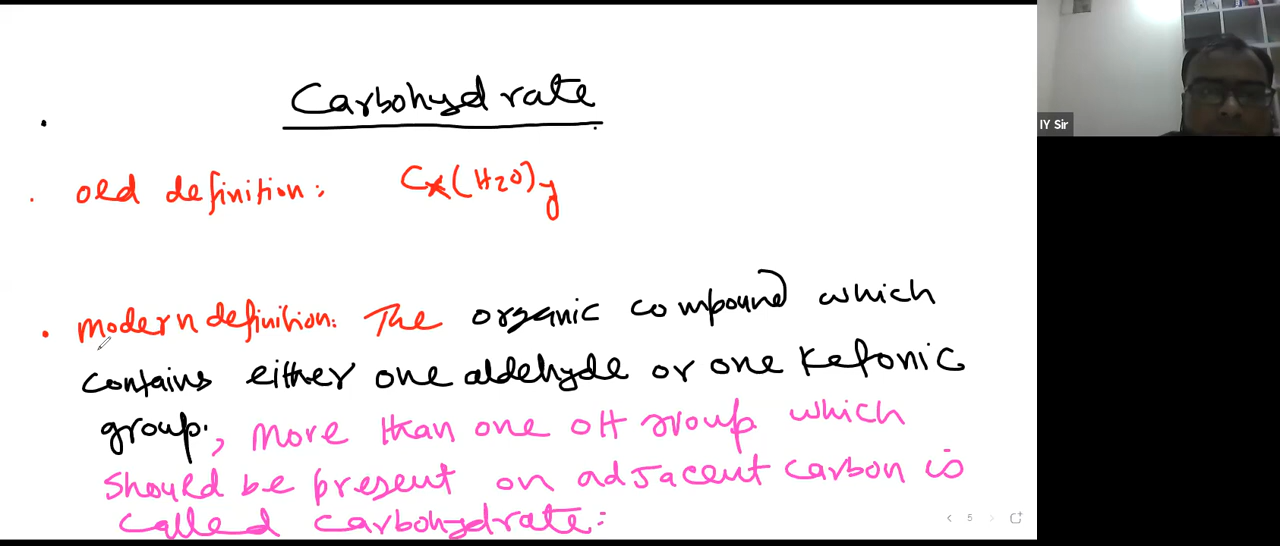 Carbohydrate
old definition: Cx(H2O)y
modern definition: The organic compound which
contains either one aldehyde or one Ketonic
group., more than one OH group which
should be present on adjacent carbon is
called carbohydrate:
IY Sir
5